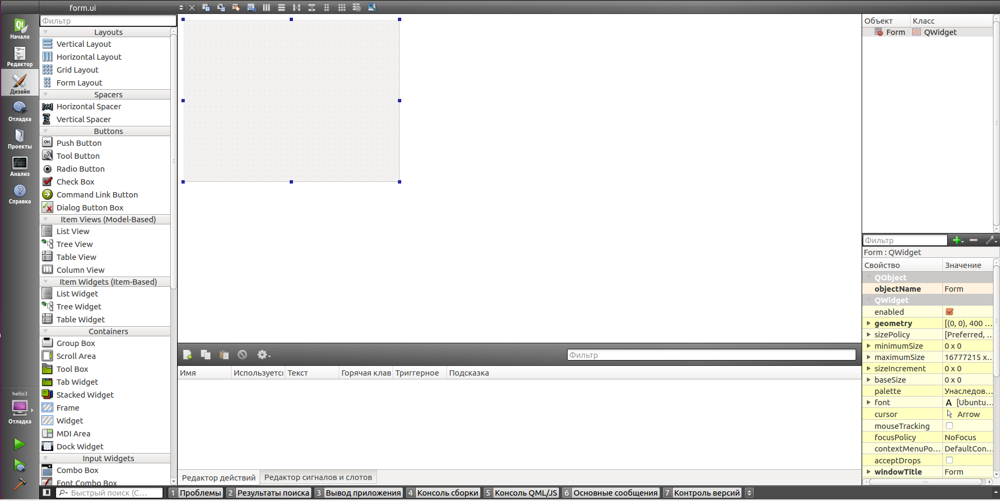 form.ui
Начало
Редактор
Дизайн
Отладка
Проекты
Анализ
Справка
hello3
Отладка
Фильтр
Layouts
Vertical Layout
Horizontal Layout
Grid Layout
Form Layout
Spacers
Horizontal Spacer
Vertical Spacer
Buttons
Push Button
Tool Button
Radio Button
Check Box
Command Link Button
Dialog Button Box
Item Views (Model-Based)
List View
Tree View
Table View
Column View
Item Widgets (Item-Based)
List Widget
Tree Widget
Table Widget
Containers
Group Box
Scroll Area
Tool Box
Tab Widget
Stacked Widget
Frame
Widget
MDI Area
Dock Widget
Input Widgets
Combo Box
Font Combo Box
Фильтр
Имя Используется Текст Горячая клав Триггерное Подсказка
Редактор действий Редактор сигналов и слотов
Объект Класс
Form QWidget
Фильтр
Form : QWidget
Свойство Значение
QObject
objectName Form
QWidget
enabled
geometry [(0, 0), 400 ...
sizePolicy [Preferred, ...
minimumSize 0 x 0
maximumSize 16777215 x...
sizeIncrement 0 x 0
baseSize 0 x 0
palette Унаследов...
font A [Ubuntu...
cursor Arrow
mouseTracking
focusPolicy NoFocus
contextMenuPo... DefaultCon...
acceptDrops
windowTitle Form
Быстрый поиск (C... 1 Проблемы 2 Результаты поиска 3 Вывод приложения 4 Консоль сборки 5 Консоль QML/JS 6 Основные сообщения 7 Контроль версий